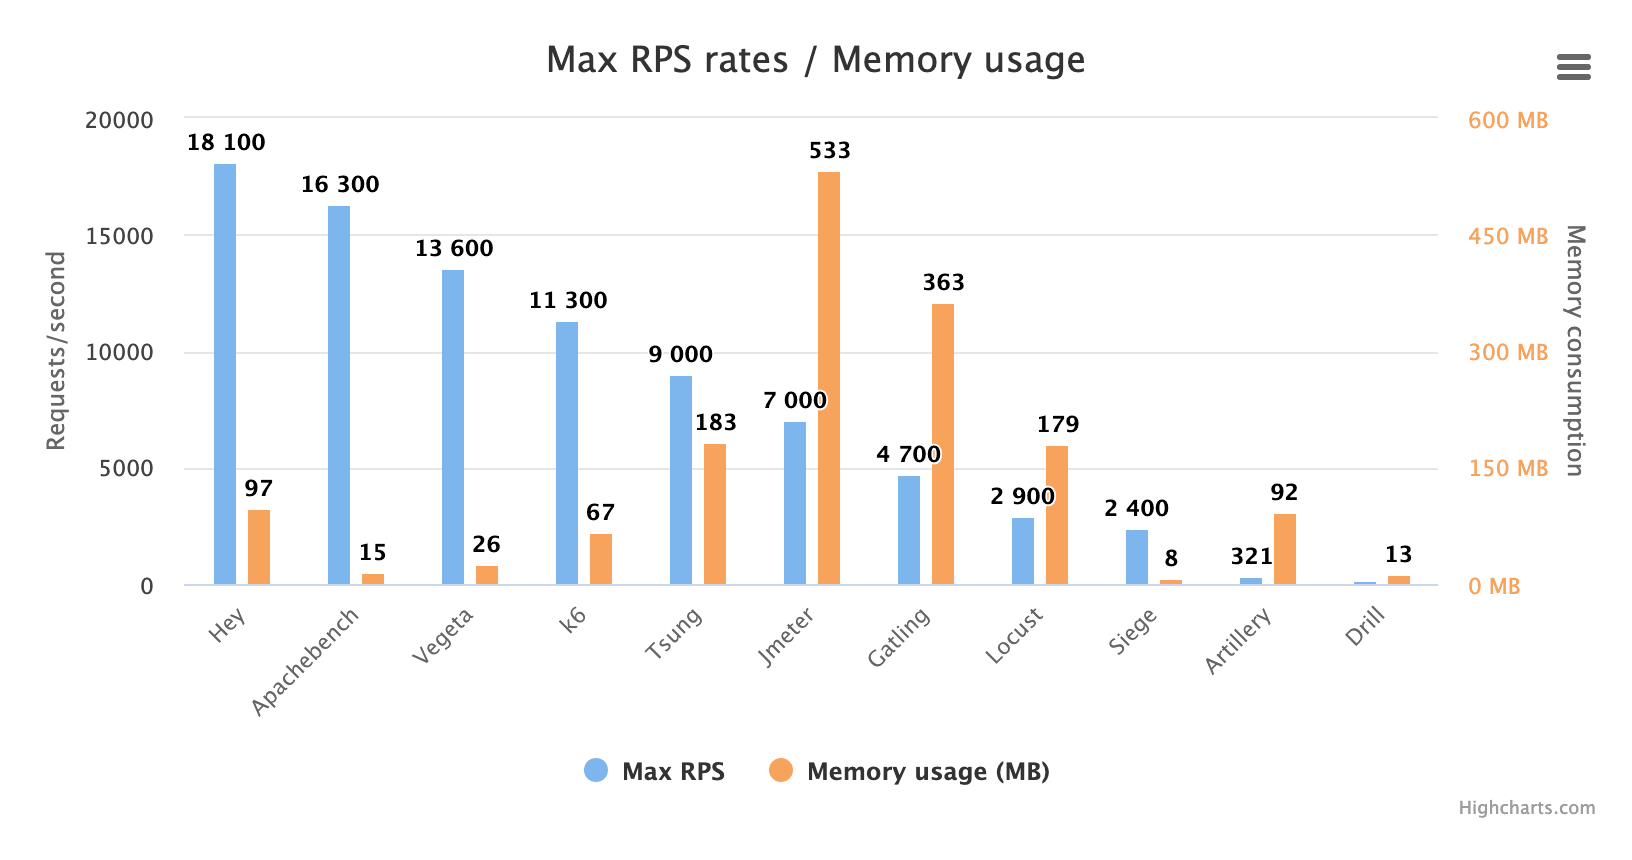 Max RPS rates / Memory usage
20000
15000
10000
5000
0
Requests/second
600 MB
450 MB
300 MB
150 MB
0 MB
Memory consumption
18 100
97
16 300
15
13 600
26
11 300
67
9 000
183
7 000
533
4 700
363
2 900
179
2 400
8
321
92
13
Hey
Apachebench
Vegeta
k6
Tsung
Jmeter
Gatling
Locust
Siege
Artillery
Drill
Max RPS
Memory usage (MB)
Highcharts.com